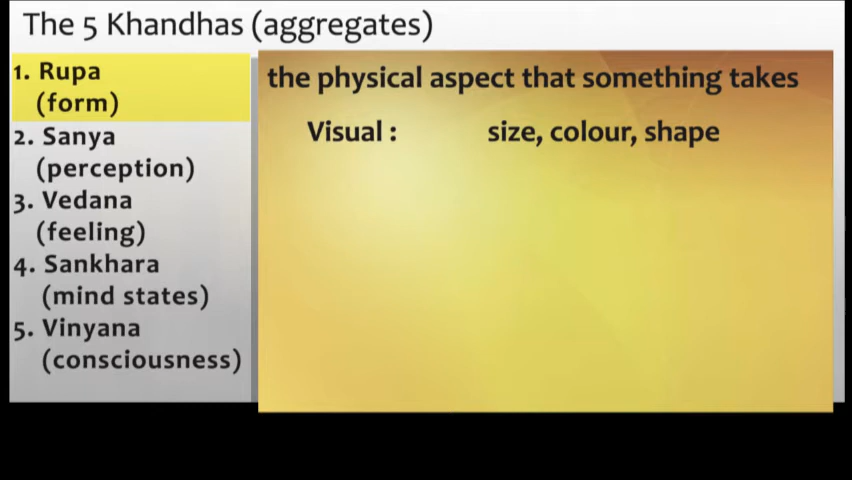 The 5 Khandhas (aggregates)
1. Rupa
(form)
2. Sanya
(perception)
3. Vedana
(feeling)
4. Sankhara
(mind states)
5. Vinyana
(consciousness)
the physical aspect that something takes
Visual : size, colour, shape